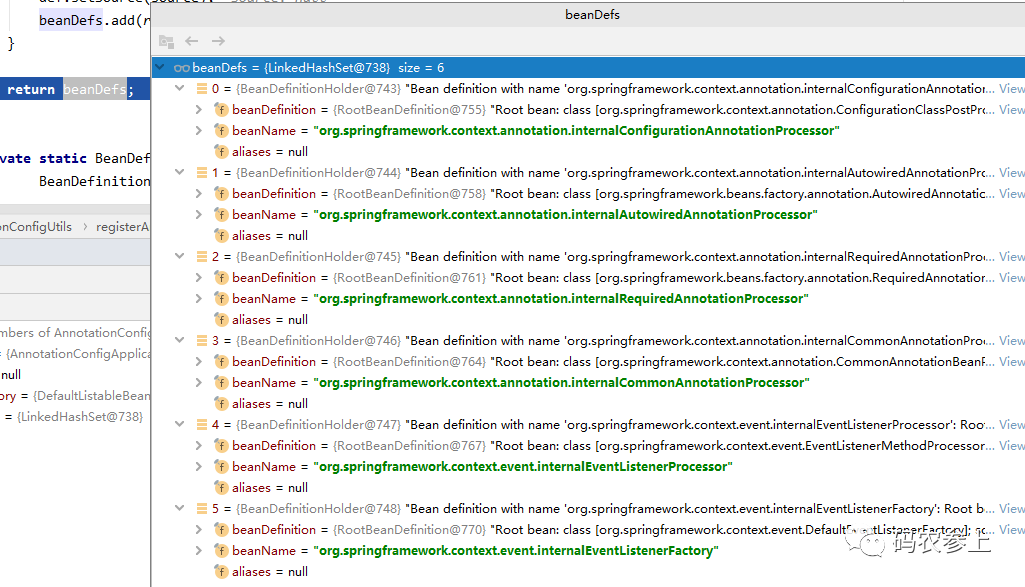 def.setSource(source);  source: null
beanDefs
beanDefs.add(r
}
return beanDefs;
vate static BeanDef
BeanDefinition
onConfigUtils > registerA
mbers of AnnotationConfig
= {AnnotationConfigApplica
null
ory = {DefaultListableBean
= {LinkedHashSet@738}
beanDefs = {LinkedHashSet@738} size = 6
0 = {BeanDefinitionHolder@743} "Bean definition with name 'org.springframework.context.annotation.internalConfigurationAnnotation... View
beanDefinition = {RootBeanDefinition@755} "Root bean: class [org.springframework.context.annotation.ConfigurationClassPostPr... View
beanName = "org.springframework.context.annotation.internalConfigurationAnnotationProcessor"
aliases = null
1 = {BeanDefinitionHolder@744} "Bean definition with name 'org.springframework.context.annotation.internalAutowiredAnnotationPro... View
beanDefinition = {RootBeanDefinition@758} "Root bean: class [org.springframework.beans.factory.annotation.AutowiredAnnotatic... View
beanName = "org.springframework.context.annotation.internalAutowiredAnnotationProcessor"
aliases = null
2 = {BeanDefinitionHolder@745} "Bean definition with name 'org.springframework.context.annotation.internalRequiredAnnotationProc... View
beanDefinition = {RootBeanDefinition@761} "Root bean: class [org.springframework.beans.factory.annotation.RequiredAnnotation... View
beanName = "org.springframework.context.annotation.internalRequiredAnnotationProcessor"
aliases = null
3 = {BeanDefinitionHolder@746} "Bean definition with name 'org.springframework.context.annotation.internalCommonAnnotationProc... View
beanDefinition = {RootBeanDefinition@764} "Root bean: class [org.springframework.context.annotation.CommonAnnotationBeanP... View
beanName = "org.springframework.context.annotation.internalCommonAnnotationProcessor"
aliases = null
4 = {BeanDefinitionHolder@747} "Bean definition with name 'org.springframework.context.event.internalEventListenerProcessor': Root... View
beanDefinition = {RootBeanDefinition@767} "Root bean: class [org.springframework.context.event.EventListenerMethodProcessor... View
beanName = "org.springframework.context.event.internalEventListenerProcessor"
aliases = null
5 = {BeanDefinitionHolder@748} "Bean definition with name 'org.springframework.context.event.internalEventListenerFactory': Root b... View
beanDefinition = {RootBeanDefinition@770} "Root bean: class [org.springframework.context.event.DefaultEventListenerFactory]; sc... View
beanName = "org.springframework.context.event.internalEventListenerFactory"
aliases = null
码农参上